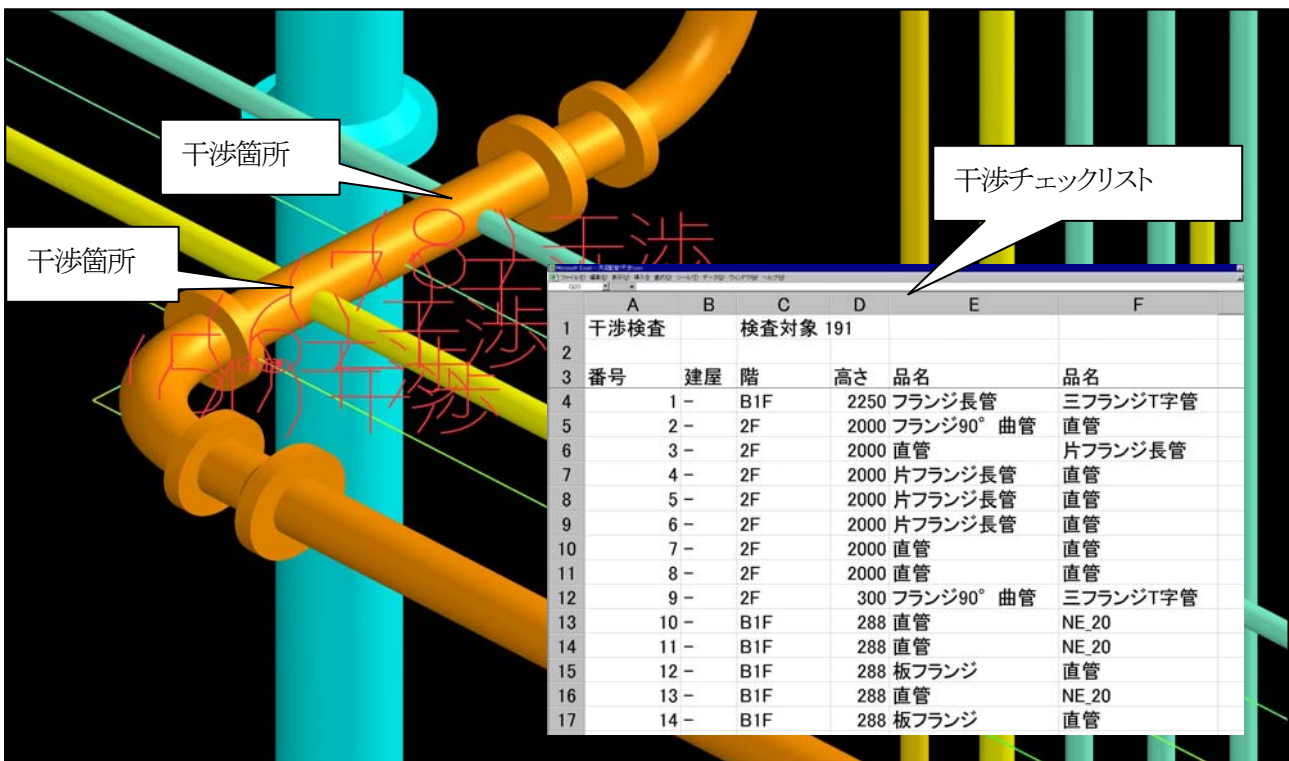 干渉箇所
干渉チェックリスト
干渉箇所
(8)干渉
A B C D E F
1 干渉検査 検査対象 191
2
3 番号 建屋 階 高さ 品名 品名
4 1 − B1F 2250 フランジ長管 三フランジT字管
5 2 − 2F 2000 フランジ90° 曲管 直管
6 3 − 2F 2000 直管 片フランジ長管
7 4 − 2F 2000 片フランジ長管 直管
8 5 − 2F 2000 片フランジ長管 直管
9 6 − 2F 2000 片フランジ長管 直管
10 7 − 2F 2000 直管 直管
11 8 − 2F 2000 直管 直管
12 9 − 2F 300 フランジ90° 曲管 三フランジT字管
13 10 − B1F 288 直管 NE_20
14 11 − B1F 288 直管 NE_20
15 12 − B1F 288 板フランジ 直管
16 13 − B1F 288 直管 NE_20
17 14 − B1F 288 板フランジ 直管